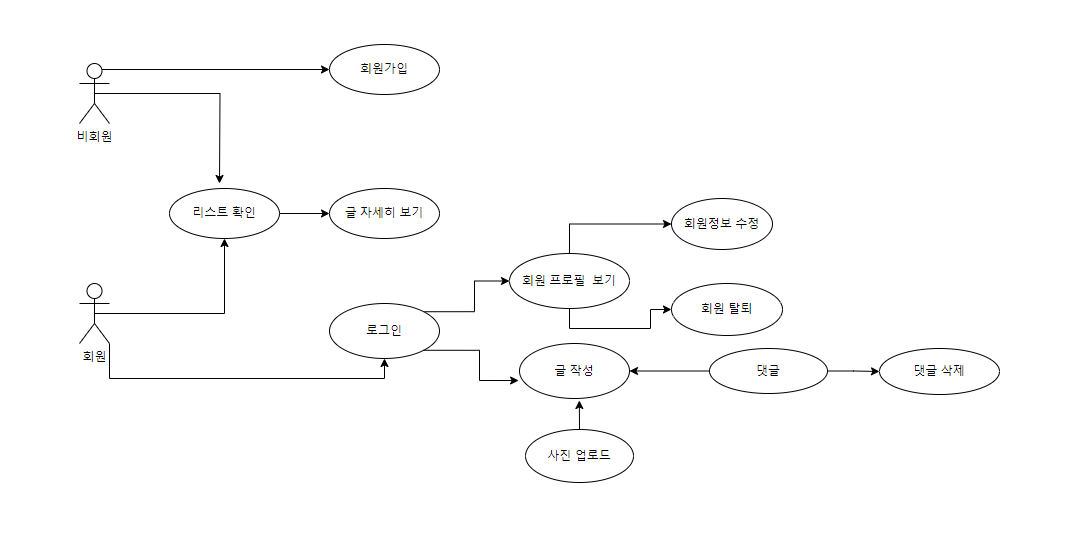 회원가입
비회원
리스트 확인
글 자세히 보기
회원정보 수정
회원 프로필  보기
회원 탈퇴
로그인
회원
글 작성
댓글
댓글 삭제
사진 업로드